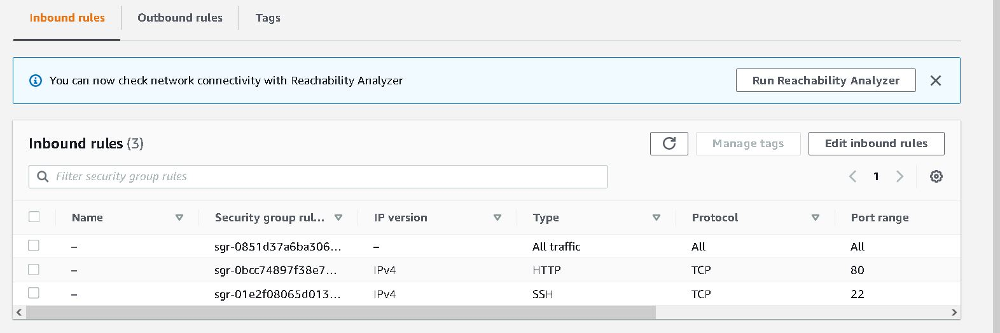 Inbound rules Outbound rules Tags
You can now check network connectivity with Reachability Analyzer Run Reachability Analyzer
Inbound rules (3) Manage tags Edit inbound rules
Filter security group rules 1
Name Security group rul... IP version Type Protocol Port range
– sgr-0851d37a6ba306... – All traffic All All
– sgr-0bcc74897f38e7... IPv4 HTTP TCP 80
– sgr-01e2f08065d013... IPv4 SSH TCP 22